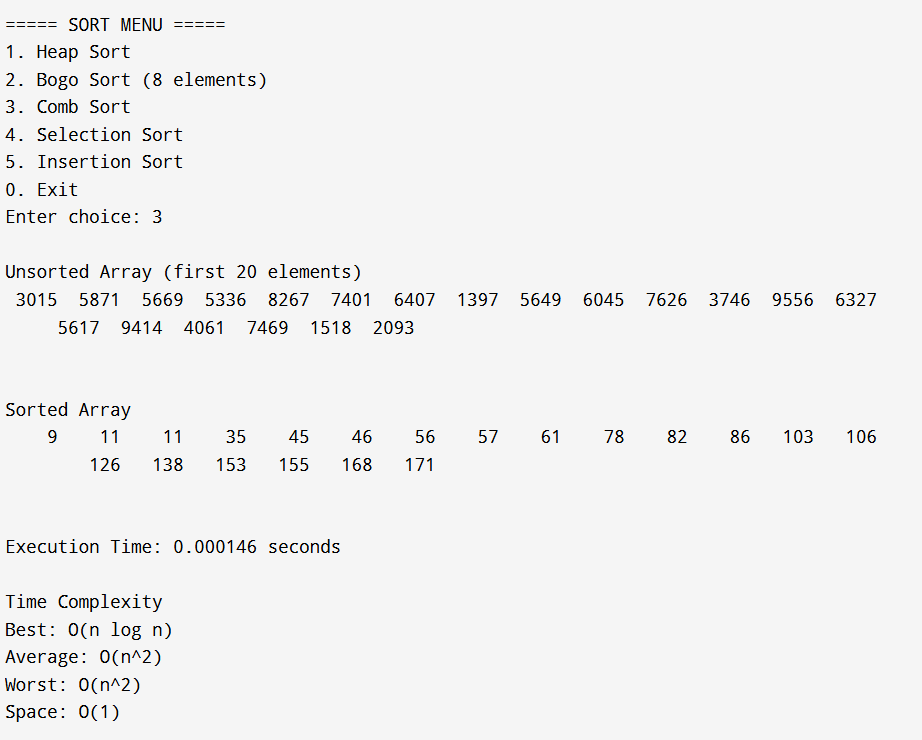 ===== SORT MENU =====
1. Heap Sort
2. Bogo Sort (8 elements)
3. Comb Sort
4. Selection Sort
5. Insertion Sort
0. Exit
Enter choice: 3
Unsorted Array (first 20 elements)
3015 5871 5669 5336 8267 7401 6407 1397 5649 6045 7626 3746 9556 6327
5617 9414 4061 7469 1518 2093
Sorted Array
9 11 11 35 45 46 56 57 61 78 82 86 103 106
126 138 153 155 168 171
Execution Time: 0.000146 seconds
Time Complexity
Best: O(n log n)
Average: O(n^2)
Worst: O(n^2)
Space: O(1)